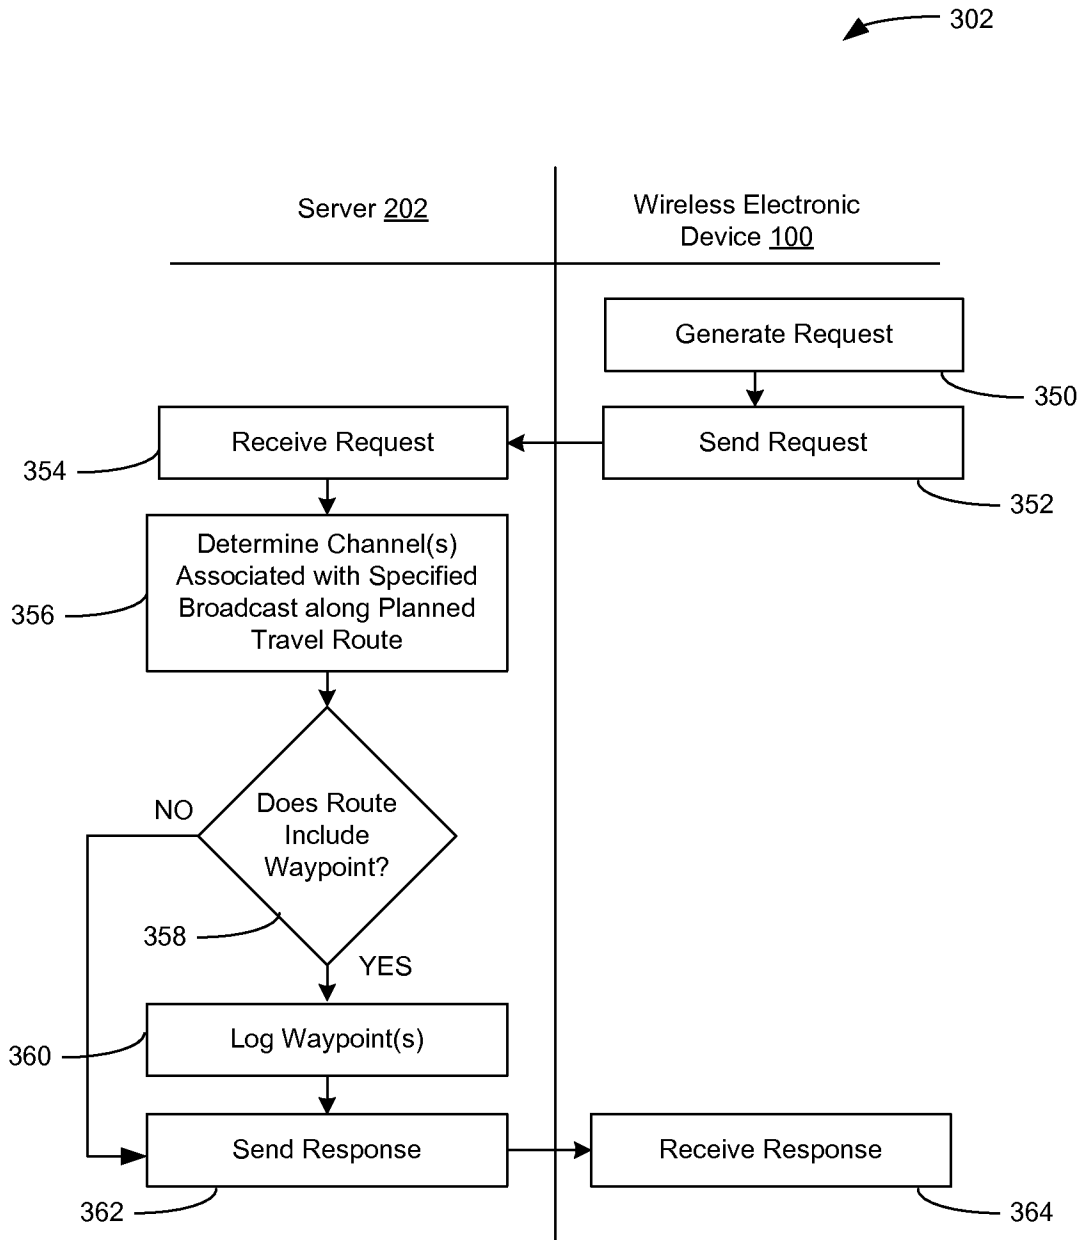 302
Server 202
Wireless Electronic
Device 100
Generate Request
350
Receive Request
Send Request
354
352
Determine Channel(s)
Associated with Specified
Broadcast along Planned
Travel Route
356
NO
Does Route
Include
Waypoint?
358
YES
Log Waypoint(s)
360
Send Response
Receive Response
362
364